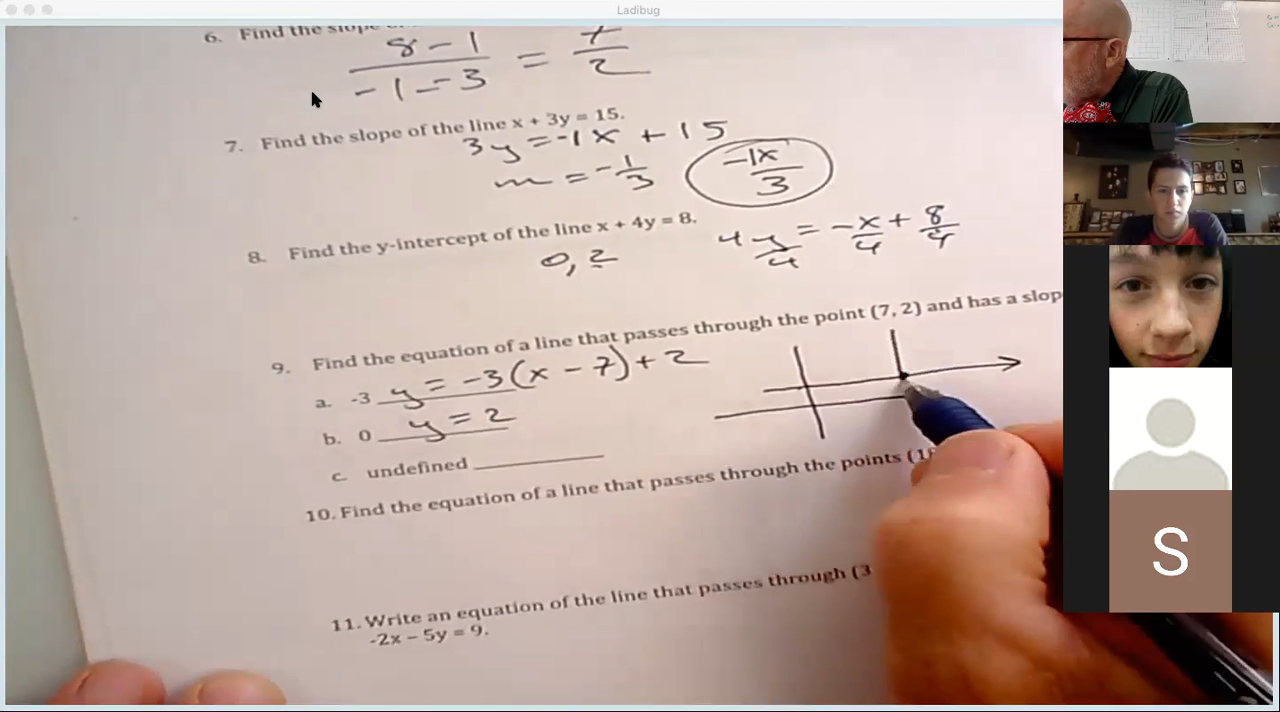 Ladibug
6. Find the slope
8 - 1 / -1 - -3 = 7 / 2
7. Find the slope of the line x + 3y = 15.
3y = -1x + 15
m = -1/3
-1x / 3
8. Find the y-intercept of the line x + 4y = 8.
4y/4 = -x/4 + 8/4
0, 2
9. Find the equation of a line that passes through the point (7, 2) and has a slop
a. -3 y = -3(x - 7) + 2
b. 0 y = 2
c. undefined
10. Find the equation of a line that passes through the points
11. Write an equation of the line that passes through (3
-2x – 5y = 9.
S